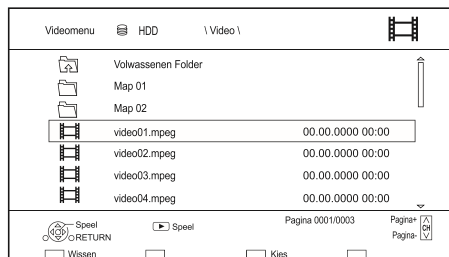 Videomenu HDD \ Video \
Volwassenen Folder
Map 01
Map 02
video01.mpeg 00.00.0000 00:00
video02.mpeg 00.00.0000 00:00
video03.mpeg 00.00.0000 00:00
video04.mpeg 00.00.0000 00:00
Speel Speel Pagina 0001/0003 Pagina+
CH
RETURN Pagina-
Wissen Kies